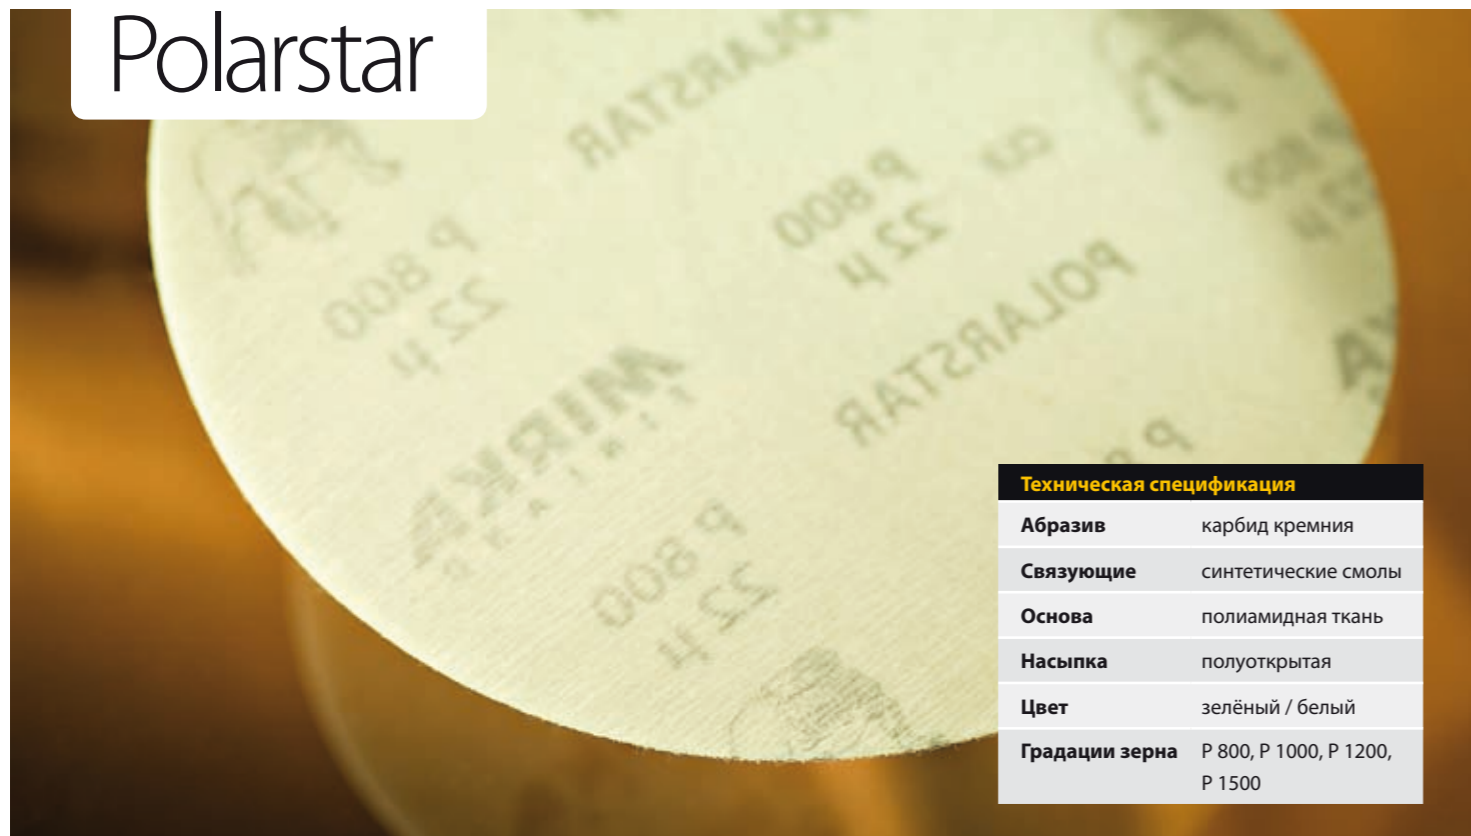 Polarstar
POLARSTAR
P 800
22 µ
P 800
22 µ
POLARSTAR
MIRKA
P 800
22 µ
Техническая спецификация
Абразив карбид кремния
Связующие синтетические смолы
Основа полиамидная ткань
Насыпка полуоткрытая
Цвет зелёный / белый
Градации зерна P 800, P 1000, P 1200,
P 1500